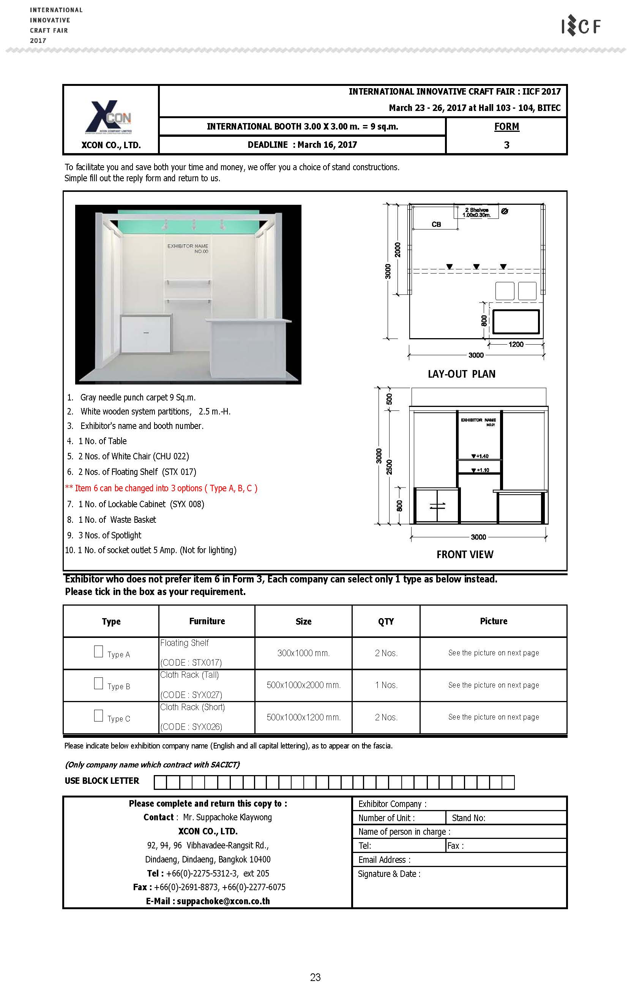 INTERNATIONAL
INNOVATIVE
CRAFT FAIR
2017
IICF
XCON
XCON COMPANY LIMITED
XCON CO., LTD.
INTERNATIONAL INNOVATIVE CRAFT FAIR : IICF 2017
March 23 - 26, 2017 at Hall 103 - 104, BITEC
INTERNATIONAL BOOTH 3.00 X 3.00 m. = 9 sq.m.
DEADLINE : March 16, 2017
FORM
3
To facilitate you and save both your time and money, we offer you a choice of stand constructions.
Simple fill out the reply form and return to us.
EXHIBITOR NAME
NO.00
2 Shelves
1.00x0.30m.
CB
2000
3000
800
1200
3000
LAY-OUT PLAN
1. Gray needle punch carpet 9 Sq.m.
2. White wooden system partitions, 2.5 m.-H.
3. Exhibitor's name and booth number.
4. 1 No. of Table
5. 2 Nos. of White Chair (CHU 022)
6. 2 Nos. of Floating Shelf (STX 017)
** Item 6 can be changed into 3 options ( Type A, B, C )
7. 1 No. of Lockable Cabinet (SYX 008)
8. 1 No. of Waste Basket
9. 3 Nos. of Spotlight
10. 1 No. of socket outlet 5 Amp. (Not for lighting)
500
EXHIBITOR NAME
NO.01
3000
2500
+1.40
+1.10
800
3000
FRONT VIEW
Exhibitor who does not prefer item 6 in Form 3, Each company can select only 1 type as below instead.
Please tick in the box as your requirement.
Type Furniture Size QTY Picture
Type A Floating Shelf (CODE : STX017) 300x1000 mm. 2 Nos. See the picture on next page
Type B Cloth Rack (Tall) (CODE : SYX027) 500x1000x2000 mm. 1 Nos. See the picture on next page
Type C Cloth Rack (Short) (CODE : SYX026) 500x1000x1200 mm. 2 Nos. See the picture on next page
Please indicate below exhibition company name (English and all capital lettering), as to appear on the fascia.
(Only company name which contract with SACICT)
USE BLOCK LETTER
Please complete and return this copy to :
Contact : Mr. Suppachoke Klaywong
XCON CO., LTD.
92, 94, 96 Vibhavadee-Rangsit Rd.,
Dindaeng, Dindaeng, Bangkok 10400
Tel : +66(0)-2275-5312-3, ext 205
Fax : +66(0)-2691-8873, +66(0)-2277-6075
E-Mail : suppachoke@xcon.co.th
Exhibitor Company :
Number of Unit : Stand No:
Name of person in charge :
Tel: Fax :
Email Address :
Signature & Date :
23